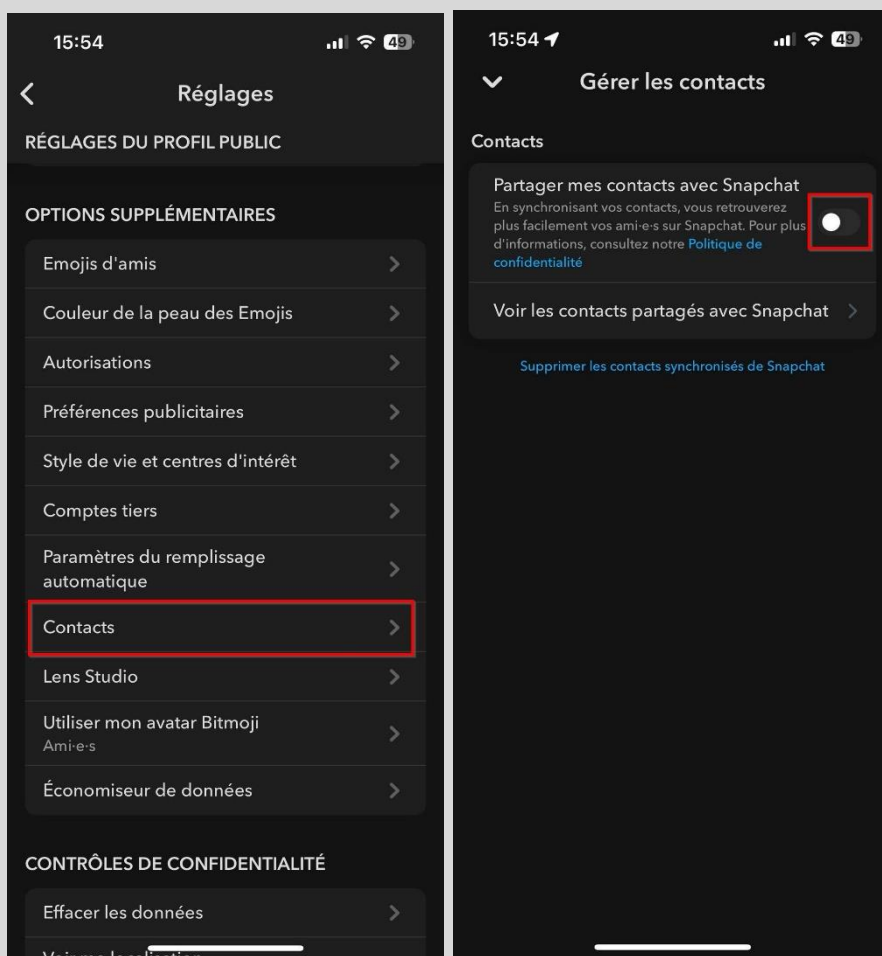 15:54
49
Réglages
RÉGLAGES DU PROFIL PUBLIC
OPTIONS SUPPLÉMENTAIRES
Emojis d'amis
Couleur de la peau des Emojis
Autorisations
Préférences publicitaires
Style de vie et centres d'intérêt
Comptes tiers
Paramètres du remplissage
automatique
Contacts
Lens Studio
Utiliser mon avatar Bitmoji
Ami·e·s
Économiseur de données
CONTRÔLES DE CONFIDENTIALITÉ
Effacer les données
15:54
49
Gérer les contacts
Contacts
Partager mes contacts avec Snapchat
En synchronisant vos contacts, vous retrouverez
plus facilement vos ami·e·s sur Snapchat. Pour plus
d'informations, consultez notre Politique de
confidentialité
Voir les contacts partagés avec Snapchat
Supprimer les contacts synchronisés de Snapchat